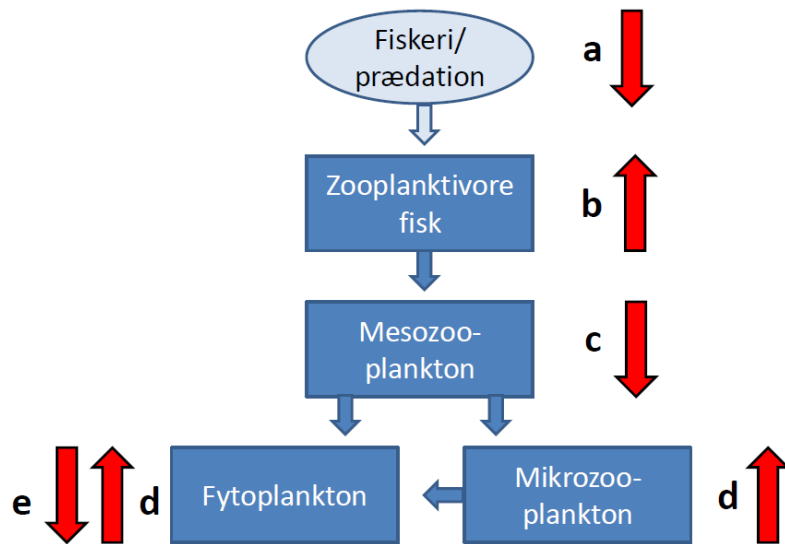 Fiskeri/
prædation
a
Zooplanktivore
fisk
b
Mesozoo-
plankton
c
e
d
Fytoplankton
Mikrozoo-
plankton
d